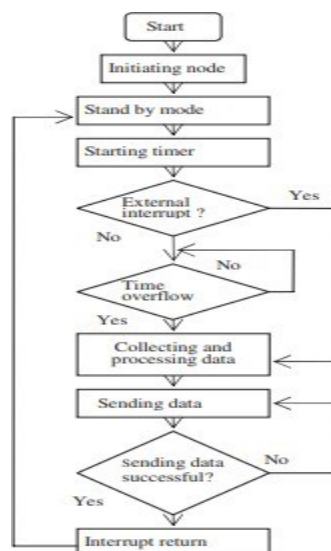 Start
Initiating node
Stand by mode
Starting timer
External
interrupt ?
Yes
No
No
Time
overflow
Yes
Collecting and
processing data
Sending data
Sending data
successful?
No
Yes
Interrupt return